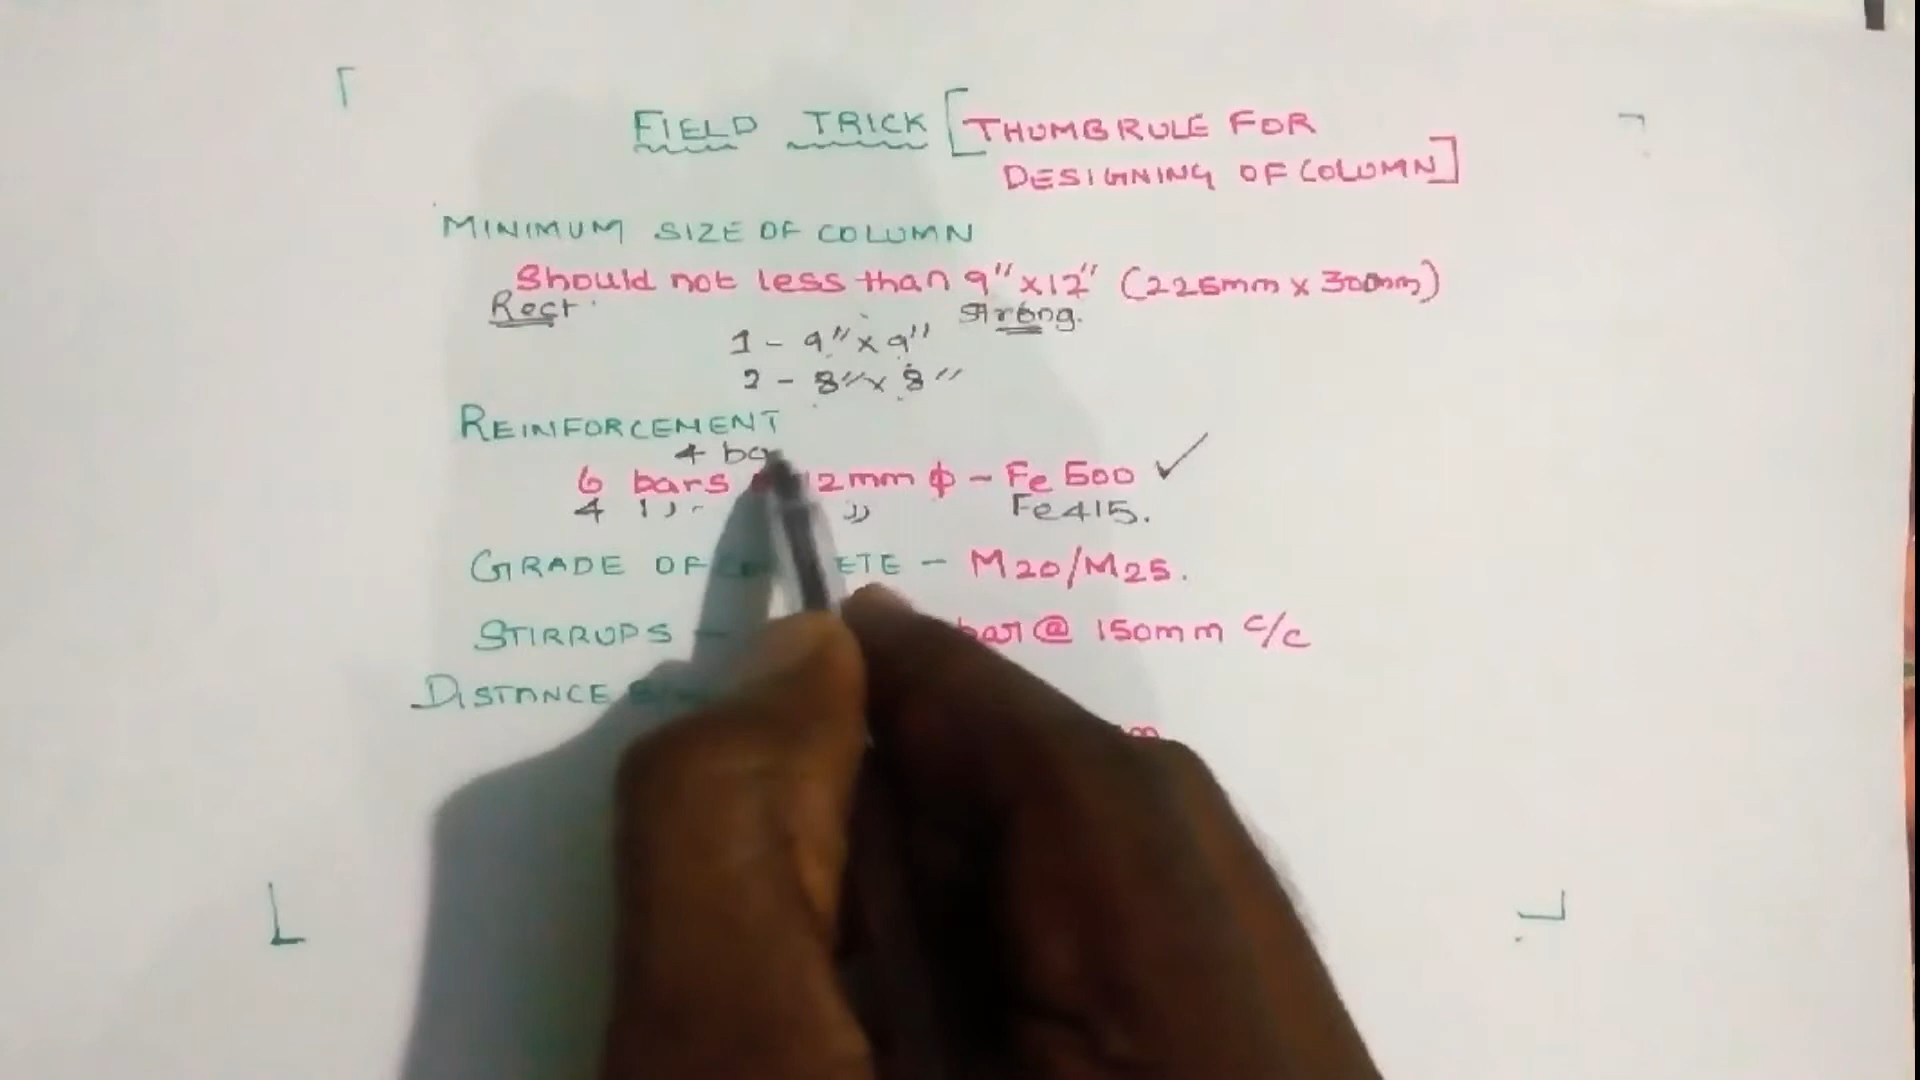 FIELD TRICK [THUMBRULE FOR
DESIGNING OF COLUMN]
MINIMUM SIZE OF COLUMN
Should not less than 9"x12" (225mm x 300mm)
Rect. Strong.
1 - 9"x9"
2 - 8"x8"
REINFORCEMENT
4 ba
6 bars 12mm ϕ - Fe 500 ✓
4 ,, - ,, Fe415.
GRADE OF - M20/M25.
STIRRUPS - bar @ 150mm c/c
DISTANCE